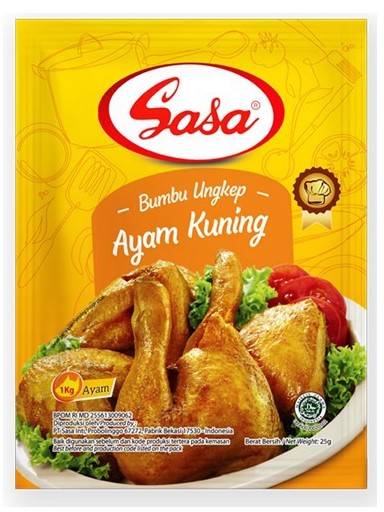 Sasa®
Bumbu Ungkep
Ayam Kuning
1Kg Ayam
BPOM RI MD 255613009062
Diproduksi oleh/Produced by:
PT-Sasa Inti, Probolinggo 67272, Pabrik Bekasi 17530 - Indonesia
Baik digunakan sebelum dan kode produksi tertera pada kemasan
Best before and production code listed on the pack
Berat Bersih / Net Weight: 25g